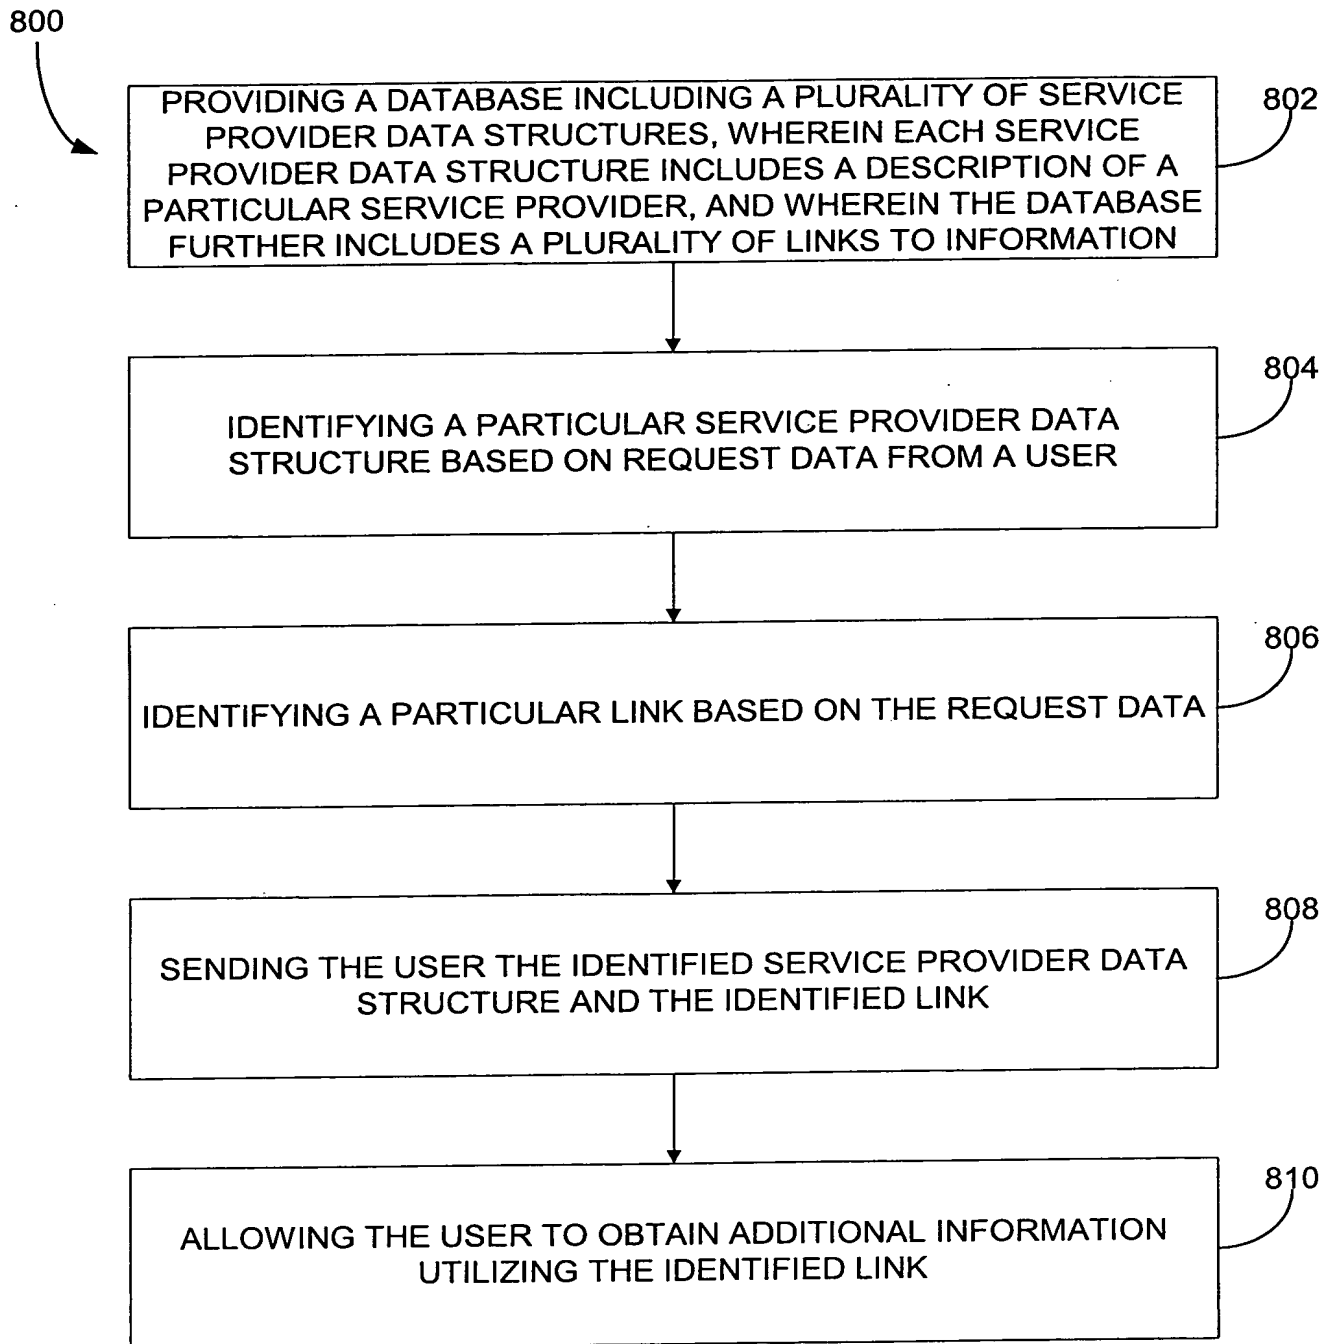 800
PROVIDING A DATABASE INCLUDING A PLURALITY OF SERVICE
PROVIDER DATA STRUCTURES, WHEREIN EACH SERVICE
PROVIDER DATA STRUCTURE INCLUDES A DESCRIPTION OF A
PARTICULAR SERVICE PROVIDER, AND WHEREIN THE DATABASE
FURTHER INCLUDES A PLURALITY OF LINKS TO INFORMATION
802
IDENTIFYING A PARTICULAR SERVICE PROVIDER DATA
STRUCTURE BASED ON REQUEST DATA FROM A USER
804
IDENTIFYING A PARTICULAR LINK BASED ON THE REQUEST DATA
806
SENDING THE USER THE IDENTIFIED SERVICE PROVIDER DATA
STRUCTURE AND THE IDENTIFIED LINK
808
ALLOWING THE USER TO OBTAIN ADDITIONAL INFORMATION
UTILIZING THE IDENTIFIED LINK
810